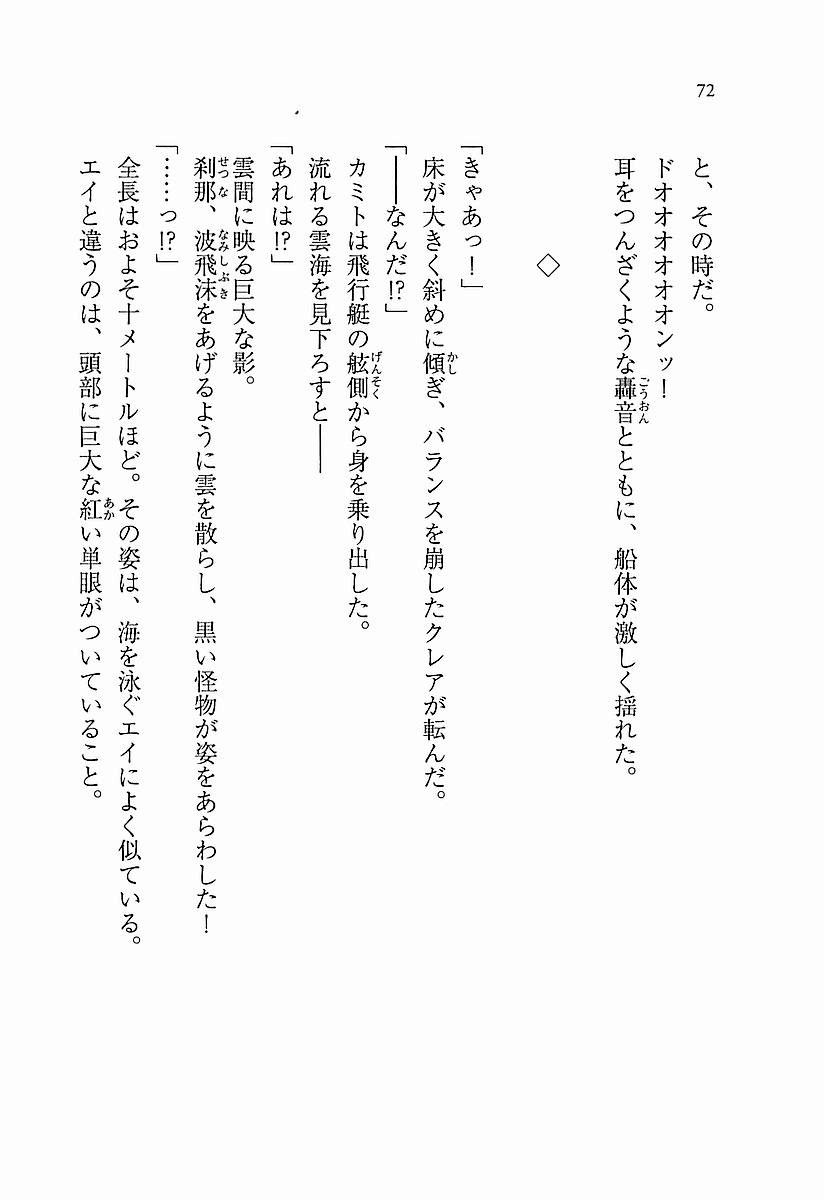 72
と、その時だ。
ドオオオオオオンッ！
耳をつんざくような轟音とともに、船体が激しく揺れた。
◇
「きゃあっ！」
床が大きく斜めに傾ぎ、バランスを崩したクレアが転んだ。
「――なんだ!?」
カミトは飛行艇の舷側から身を乗り出した。
流れる雲海を見下ろすと――
「あれは!?」
雲間に映る巨大な影。
刹那、波飛沫をあげるように雲を散らし、黒い怪物が姿をあらわした！
「……っ!?」
全長はおよそ十メートルほど。その姿は、海を泳ぐエイによく似ている。
エイと違うのは、頭部に巨大な紅い単眼がついていること。